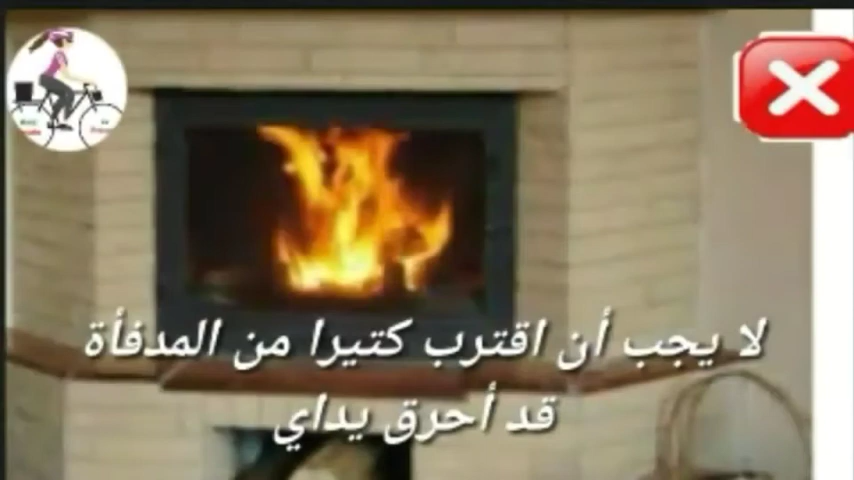 لا يجب أن اقترب كتيرا من المدفأة
قد أحرق يداي